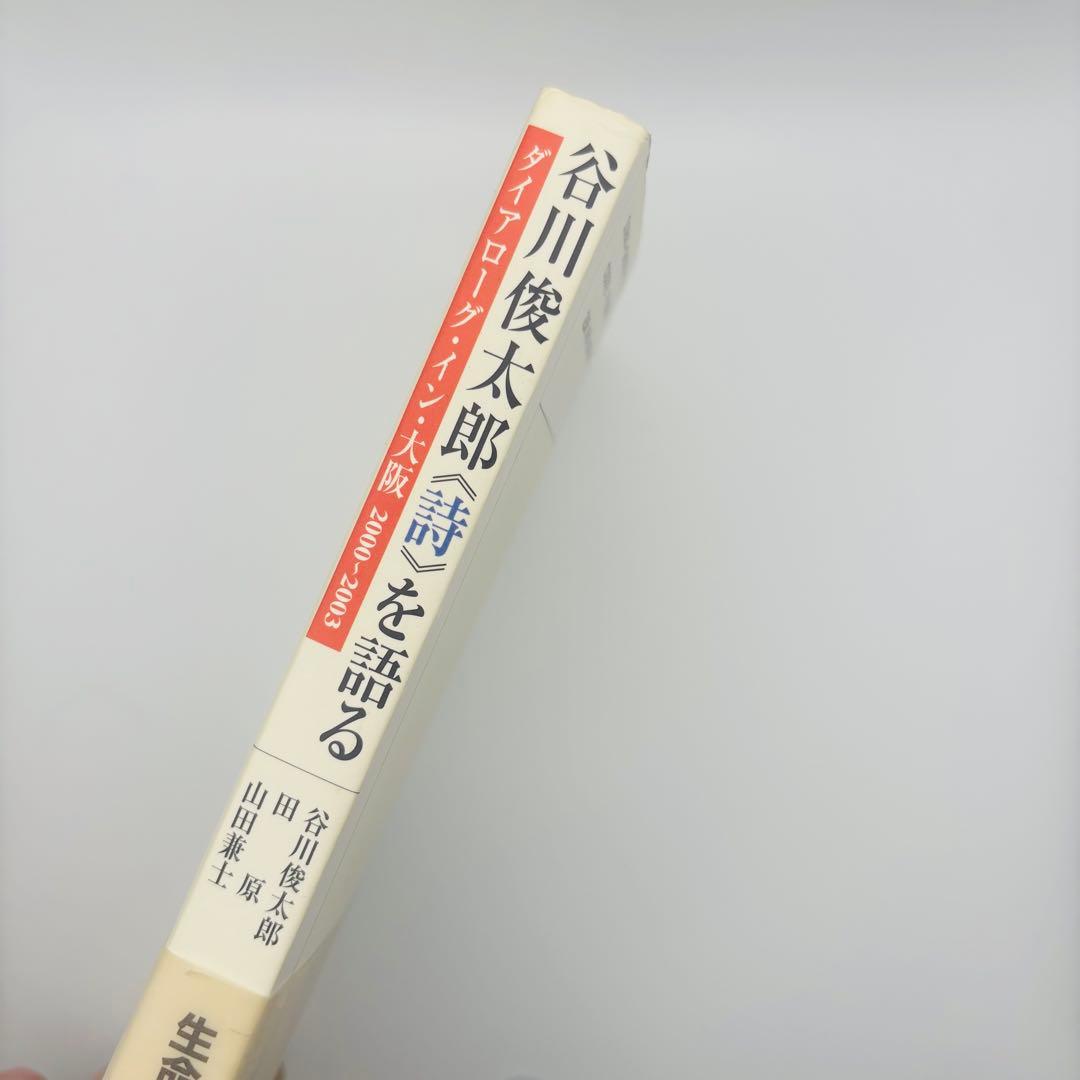 谷川俊太郎《詩》を語る
ダイアローグ・イン・大阪 2000〜2003
谷川俊太郎
田 原
山田兼士
生命